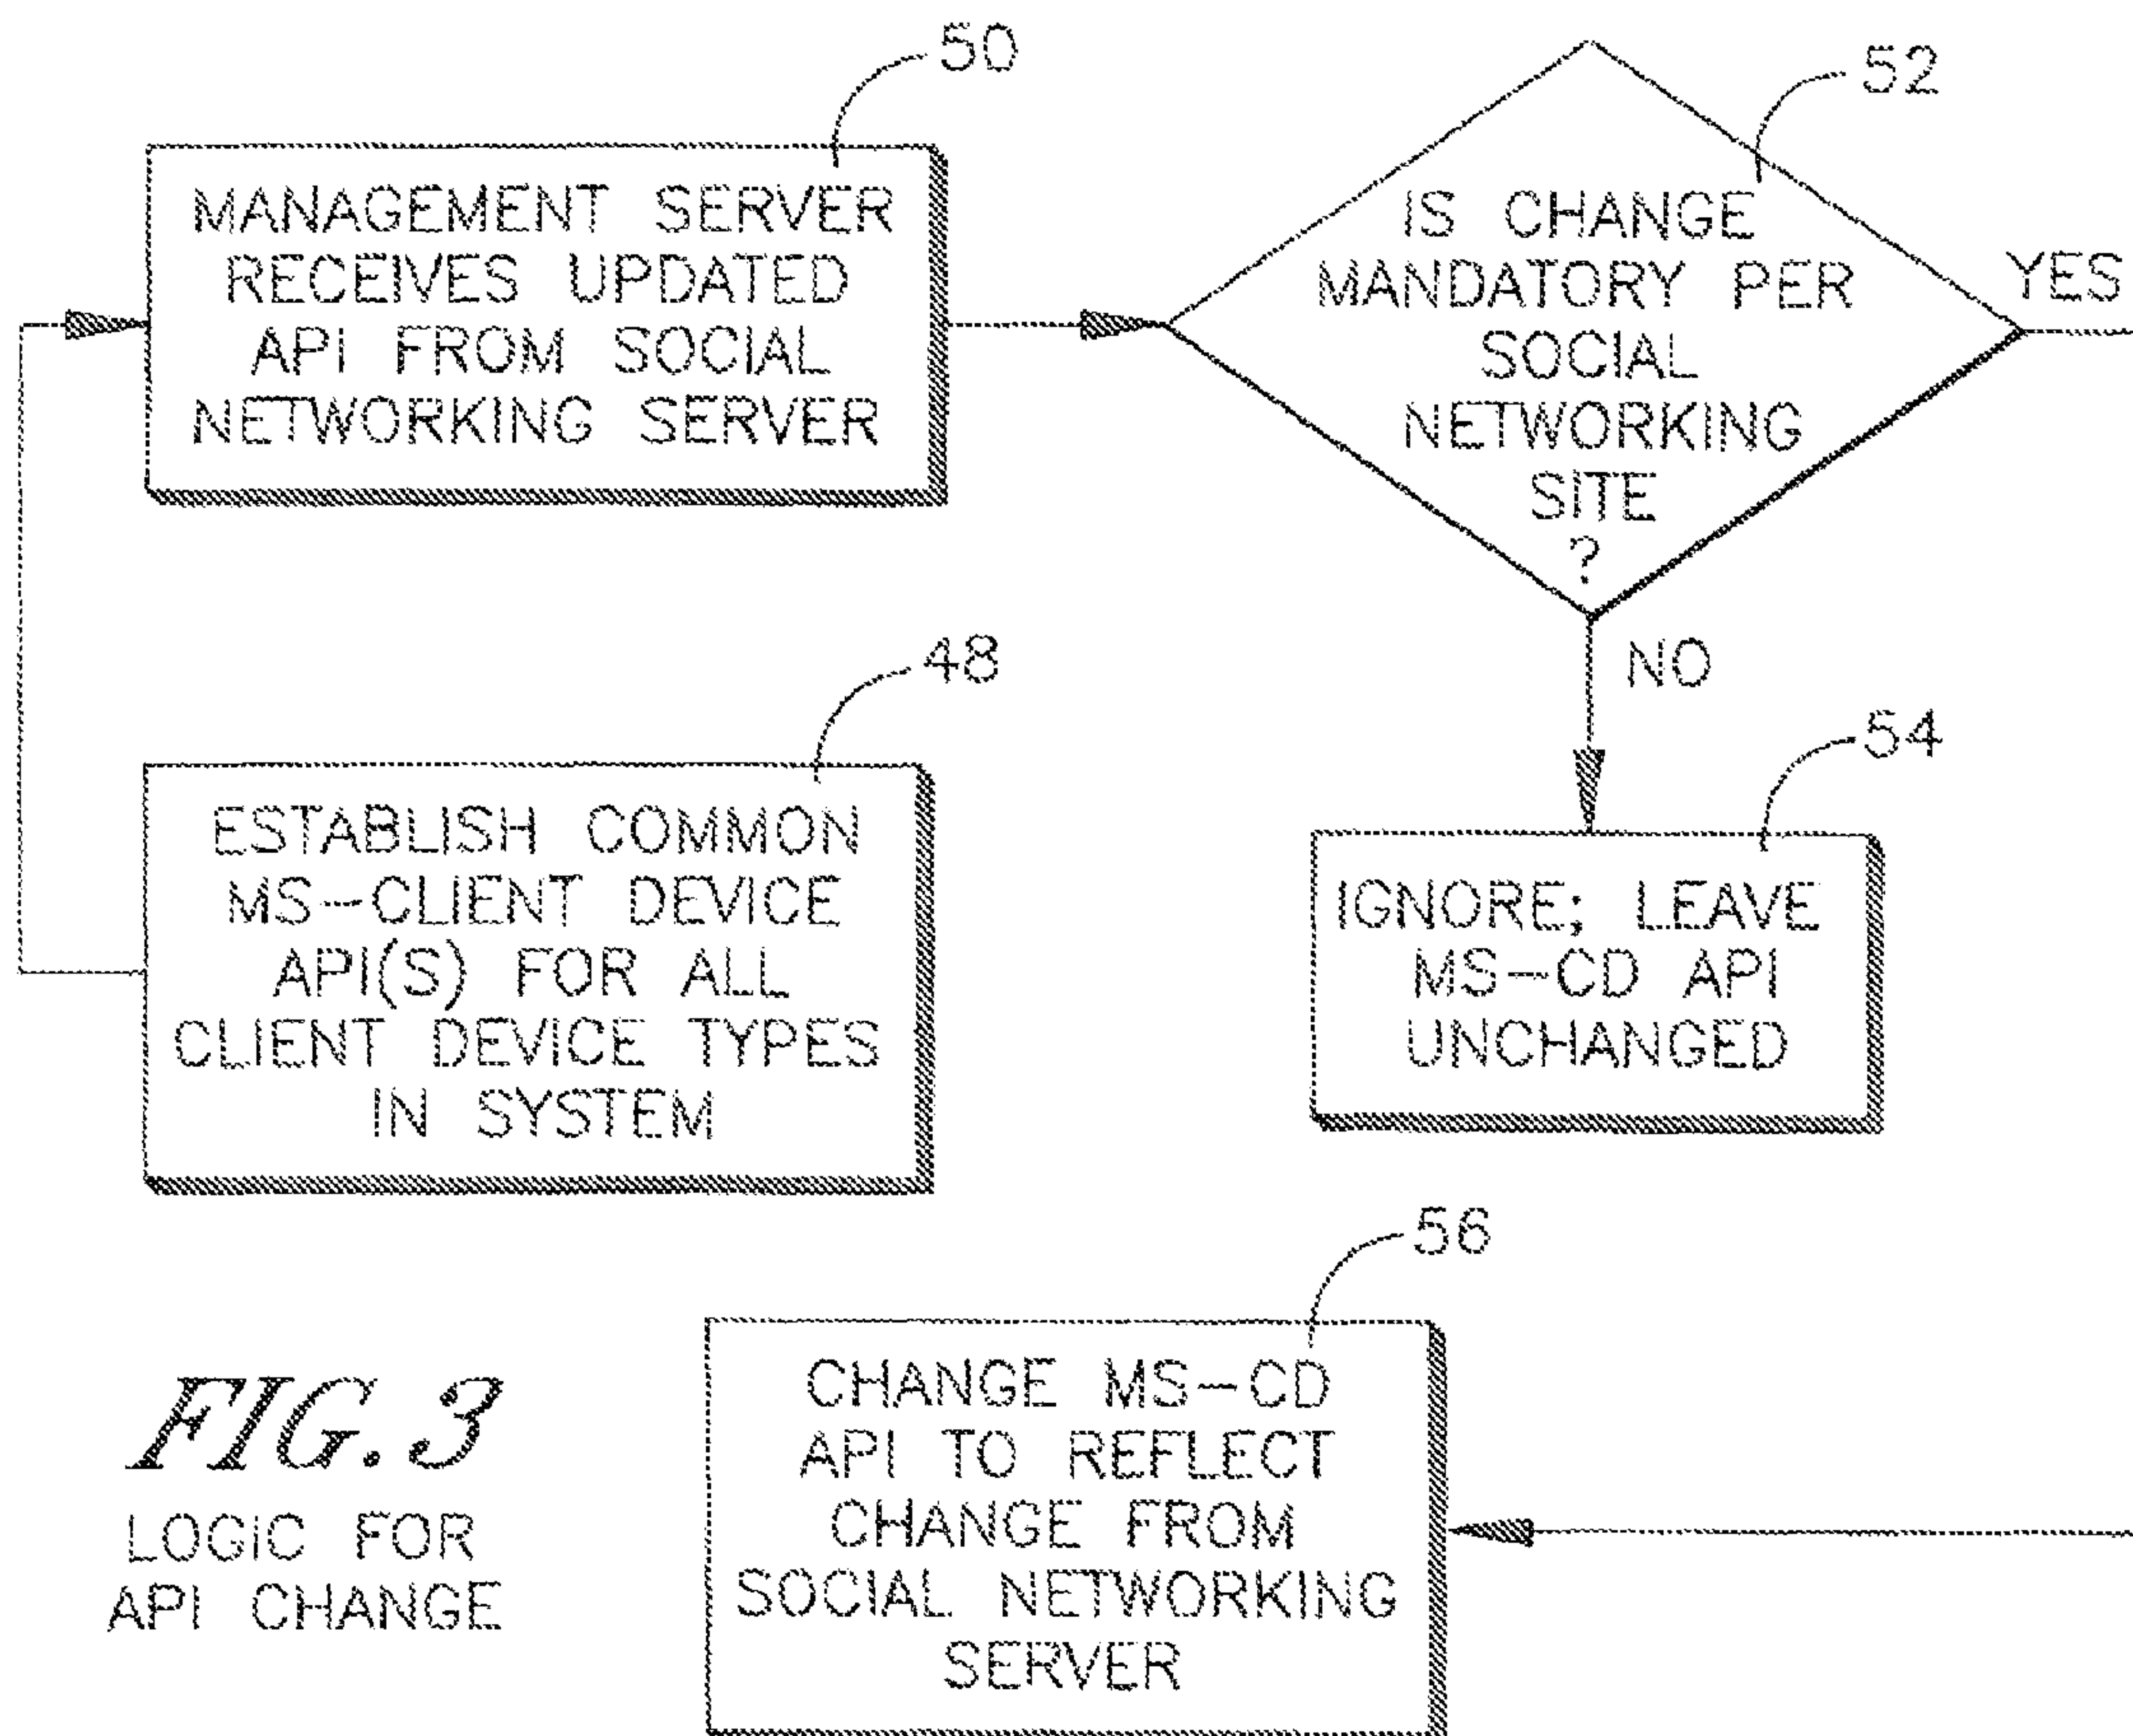 50
MANAGEMENT SERVER
RECEIVES UPDATED
API FROM SOCIAL
NETWORKING SERVER
52
IS CHANGE
MANDATORY PER
SOCIAL
NETWORKING
SITE
?
YES
NO
48
ESTABLISH COMMON
MS-CLIENT DEVICE
API(S) FOR ALL
CLIENT DEVICE TYPES
IN SYSTEM
54
IGNORE; LEAVE
MS-CD API
UNCHANGED
56
CHANGE MS-CD
API TO REFLECT
CHANGE FROM
SOCIAL NETWORKING
SERVER
FIG. 3
LOGIC FOR
API CHANGE